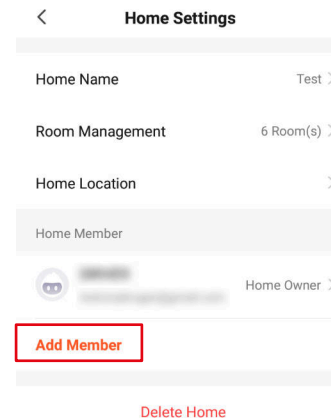 Home Settings
Home Name Test
Room Management 6 Room(s)
Home Location
Home Member
Home Owner
Add Member
Delete Home